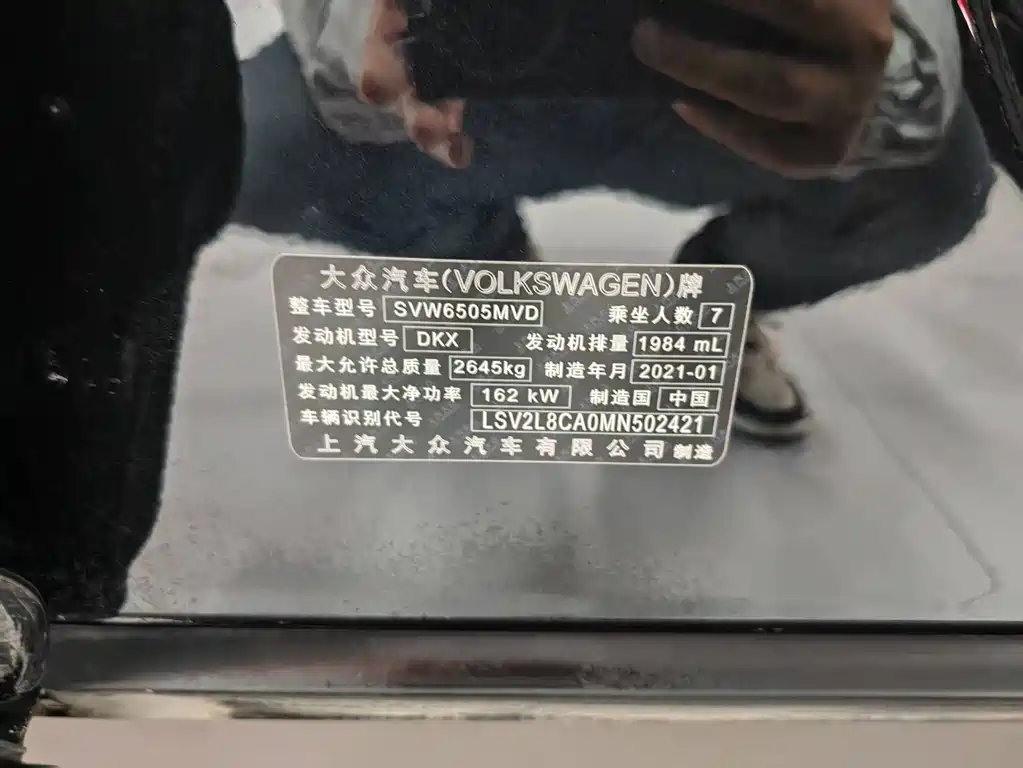 大众汽车(VOLKSWAGEN)牌
整车型号 SVW6505MVD 乘坐人数 7
发动机型号 DKX 发动机排量 1984 mL
最大允许总质量 2645kg 制造年月 2021-01
发动机最大净功率 162 kW 制造国 中国
车辆识别代号 LSV2L8CA0MN502421
上汽大众汽车有限公司 制造